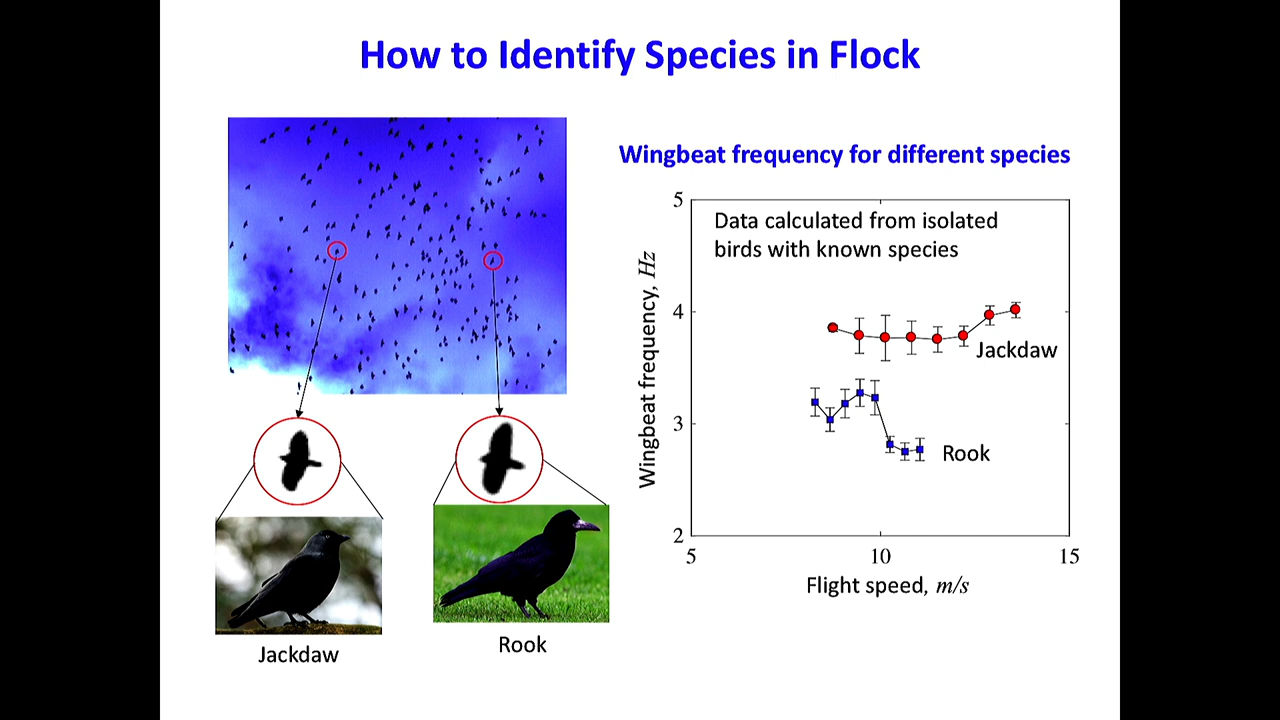 How to Identify Species in Flock
Wingbeat frequency for different species
Data calculated from isolated
birds with known species
5
4
3
2
Wingbeat frequency, Hz
Jackdaw
Rook
5
10
15
Flight speed, m/s
Jackdaw
Rook